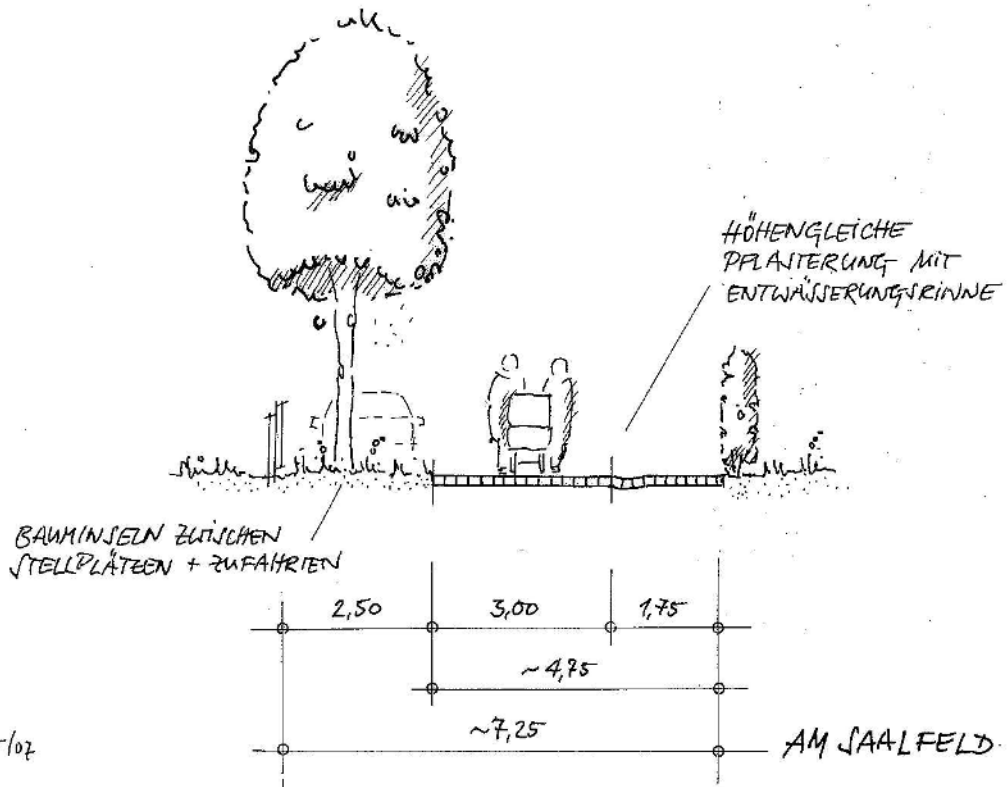 HÖHENGLEICHE
PFLASTERUNG MIT
ENTWÄSSERUNGSRINNE
BAUMINSELN ZWISCHEN
STELLPLÄTZEN + ZUFAHRTEN
2,50 3,00 1,75
~4,75
~7,25
/07
AM SAALFELD